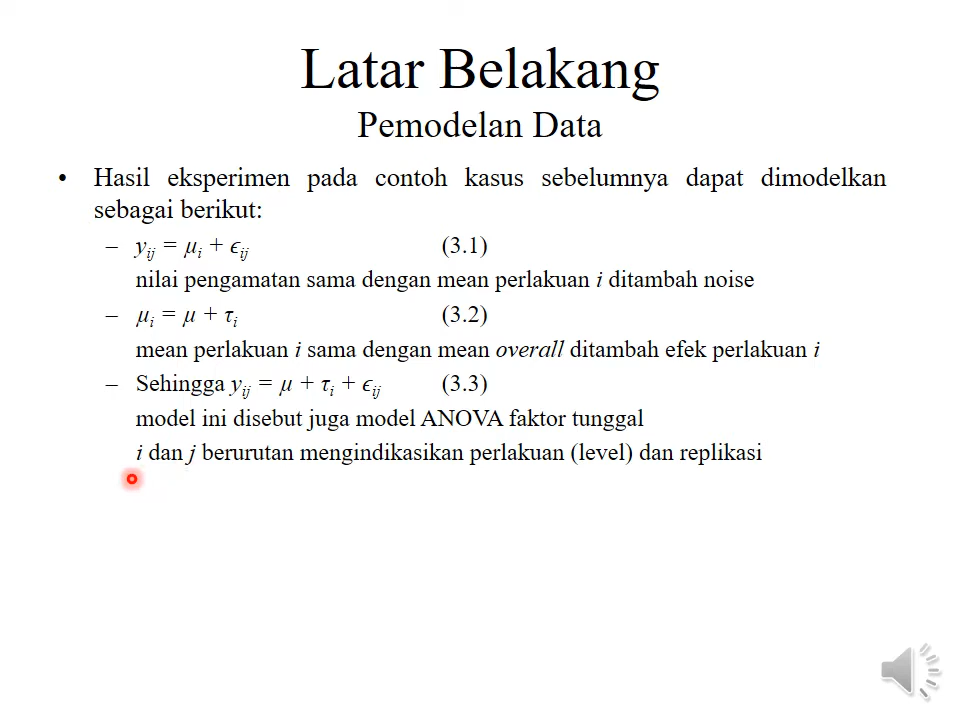 Latar Belakang
Pemodelan Data
• Hasil eksperimen pada contoh kasus sebelumnya dapat dimodelkan
sebagai berikut:
– yᵢⱼ = μᵢ + ϵᵢⱼ (3.1)
nilai pengamatan sama dengan mean perlakuan i ditambah noise
– μᵢ = μ + τᵢ (3.2)
mean perlakuan i sama dengan mean overall ditambah efek perlakuan i
– Sehingga yᵢⱼ = μ + τᵢ + ϵᵢⱼ (3.3)
model ini disebut juga model ANOVA faktor tunggal
i dan j berurutan mengindikasikan perlakuan (level) dan replikasi